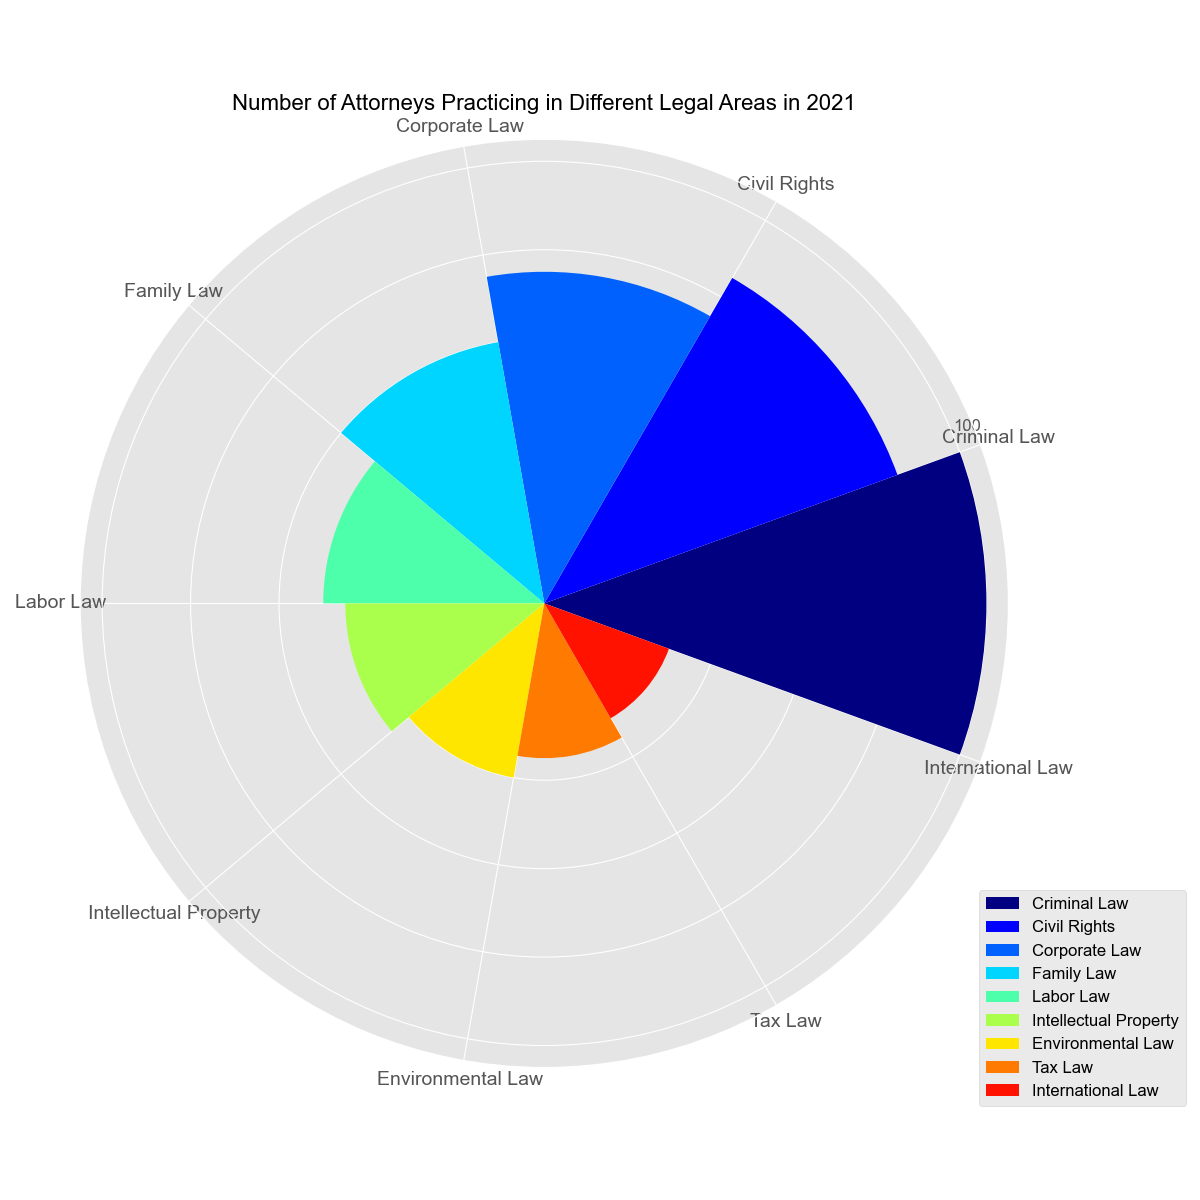 Number of Attorneys Practicing in Different Legal Areas in 2021
Corporate Law
Civil Rights
Family Law
100
Criminal Law
Labor Law
International Law
Intellectual Property
Tax Law
Environmental Law
Criminal Law
Civil Rights
Corporate Law
Family Law
Labor Law
Intellectual Property
Environmental Law
Tax Law
International Law